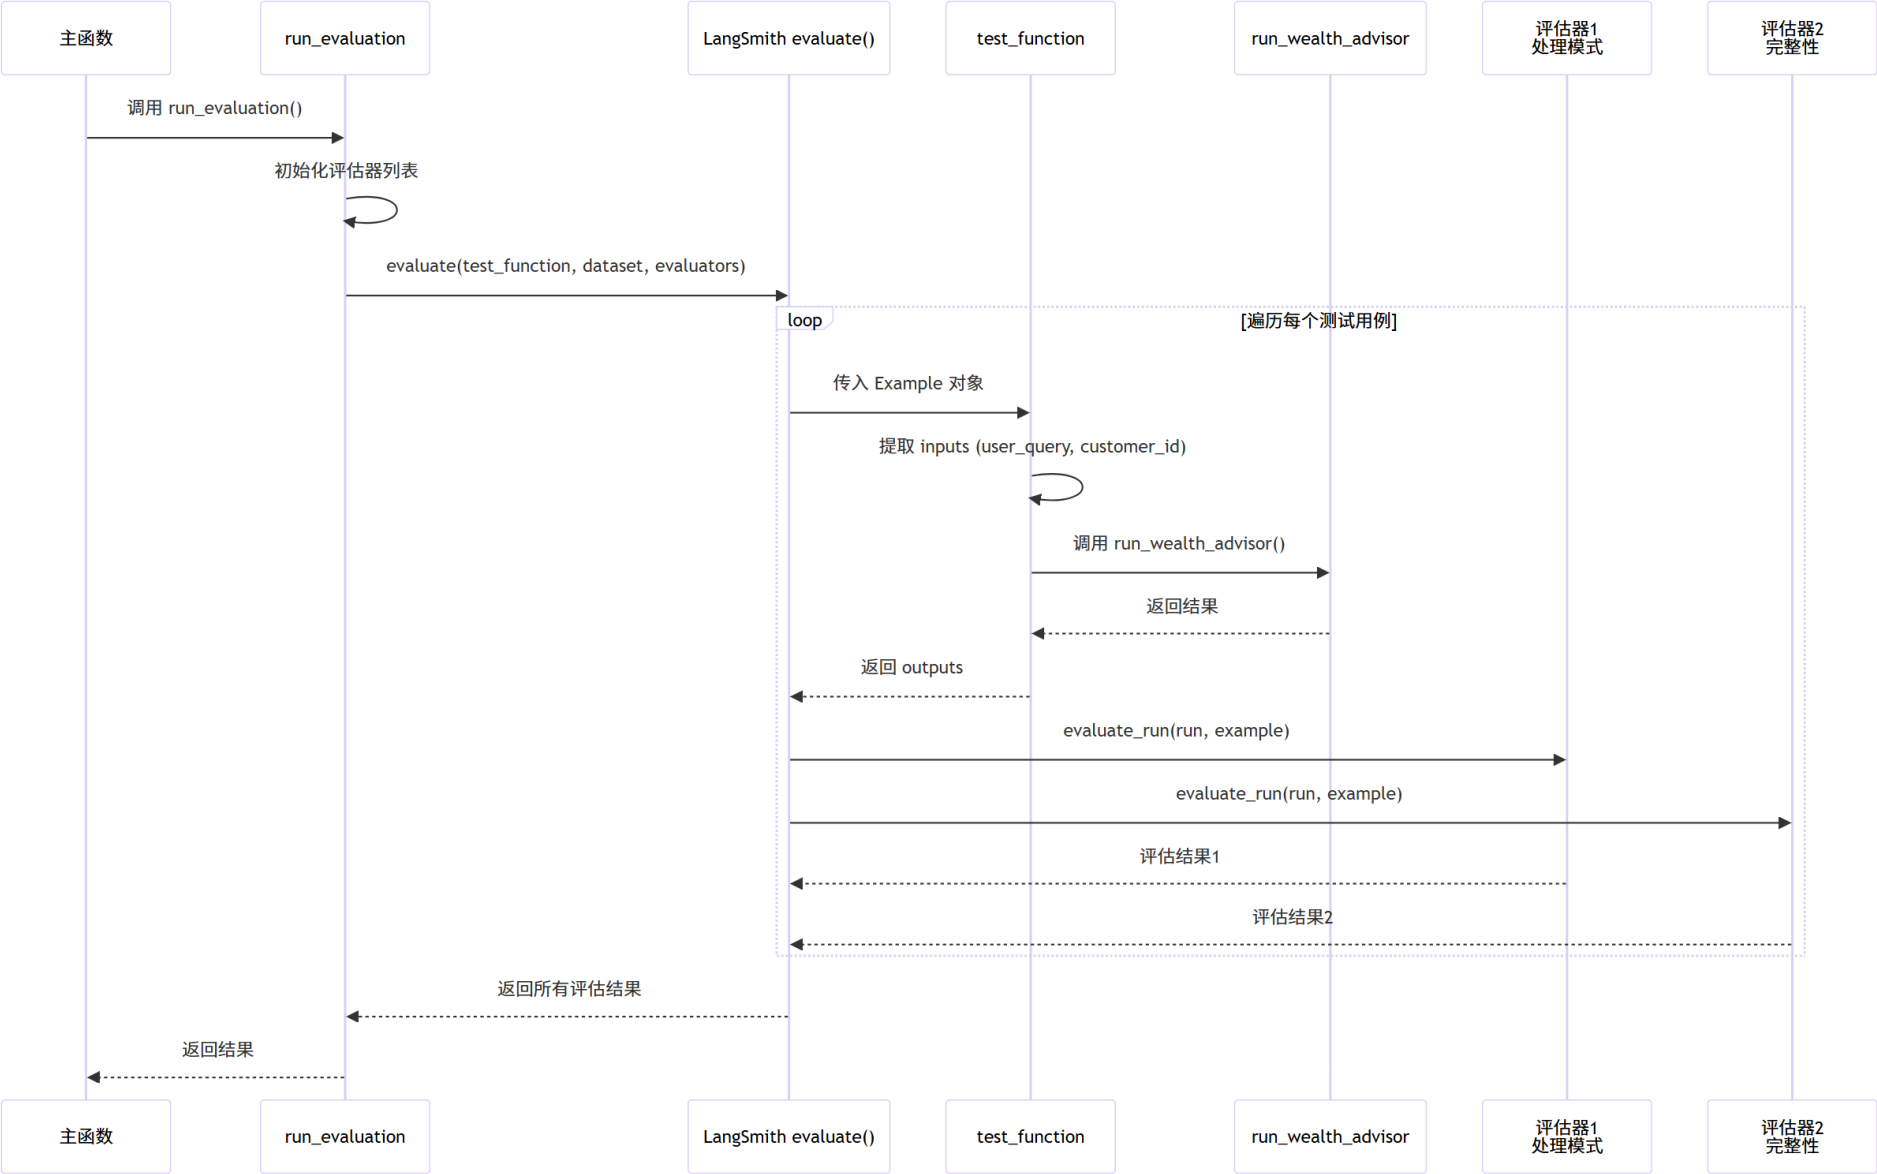 主函数
run_evaluation
LangSmith evaluate()
test_function
run_wealth_advisor
评估器1
处理模式
评估器2
完整性
调用 run_evaluation()
初始化评估器列表
evaluate(test_function, dataset, evaluators)
loop
[遍历每个测试用例]
传入 Example 对象
提取 inputs (user_query, customer_id)
调用 run_wealth_advisor()
返回结果
返回 outputs
evaluate_run(run, example)
evaluate_run(run, example)
评估结果1
评估结果2
返回所有评估结果
返回结果
主函数
run_evaluation
LangSmith evaluate()
test_function
run_wealth_advisor
评估器1
处理模式
评估器2
完整性